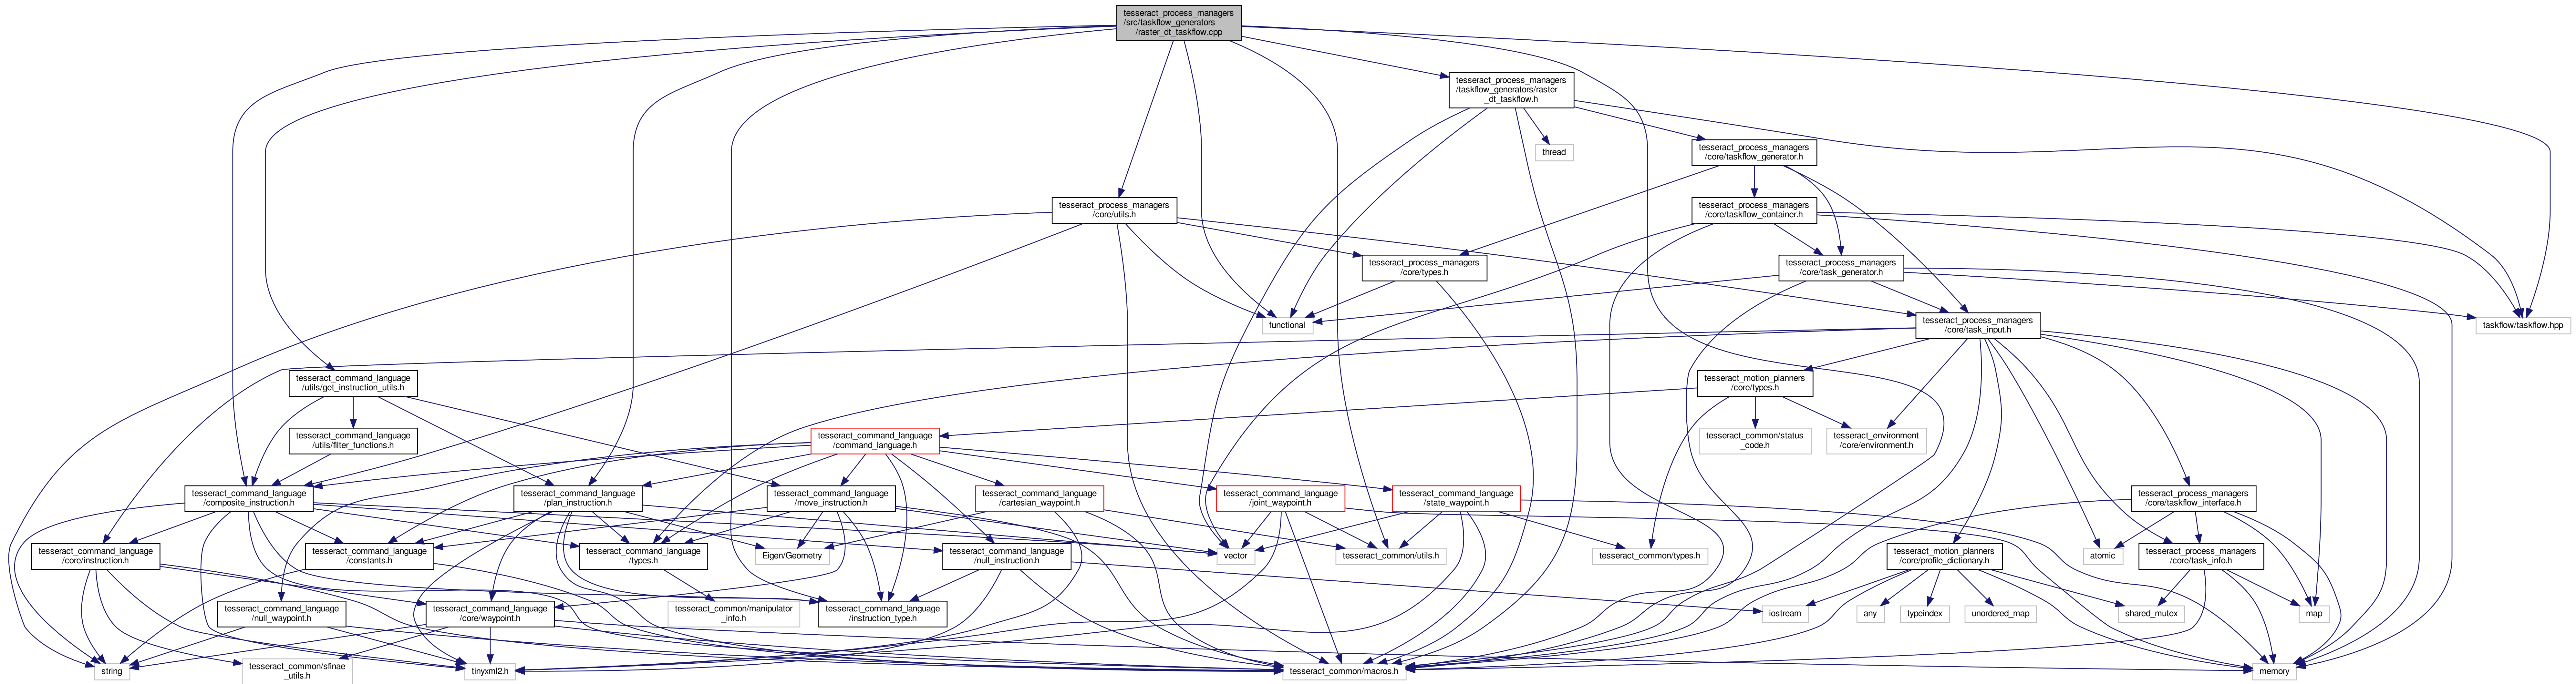 tesseract_process_managers
/src/taskflow_generators
/raster_dt_taskflow.cpp
tesseract_process_managers
/taskflow_generators/raster
_dt_taskflow.h
thread
tesseract_process_managers
/core/taskflow_generator.h
tesseract_process_managers
/core/utils.h
tesseract_process_managers
/core/taskflow_container.h
tesseract_process_managers
/core/types.h
tesseract_process_managers
/core/task_generator.h
functional
tesseract_process_managers
/core/task_input.h
taskflow/taskflow.hpp
tesseract_command_language
/utils/get_instruction_utils.h
tesseract_motion_planners
/core/types.h
tesseract_command_language
/utils/filter_functions.h
tesseract_command_language
/command_language.h
tesseract_common/status
_code.h
tesseract_environment
/core/environment.h
tesseract_command_language
/composite_instruction.h
tesseract_command_language
/plan_instruction.h
tesseract_command_language
/move_instruction.h
tesseract_command_language
/cartesian_waypoint.h
tesseract_command_language
/joint_waypoint.h
tesseract_command_language
/state_waypoint.h
tesseract_process_managers
/core/taskflow_interface.h
tesseract_command_language
/core/instruction.h
tesseract_command_language
/constants.h
tesseract_command_language
/types.h
Eigen/Geometry
tesseract_command_language
/null_instruction.h
vector
tesseract_common/utils.h
tesseract_common/types.h
tesseract_motion_planners
/core/profile_dictionary.h
atomic
tesseract_process_managers
/core/task_info.h
tesseract_command_language
/null_waypoint.h
tesseract_command_language
/core/waypoint.h
tesseract_common/manipulator
_info.h
tesseract_command_language
/instruction_type.h
iostream
any
typeindex
unordered_map
shared_mutex
map
string
tesseract_common/sfinae
_utils.h
tinyxml2.h
tesseract_common/macros.h
memory